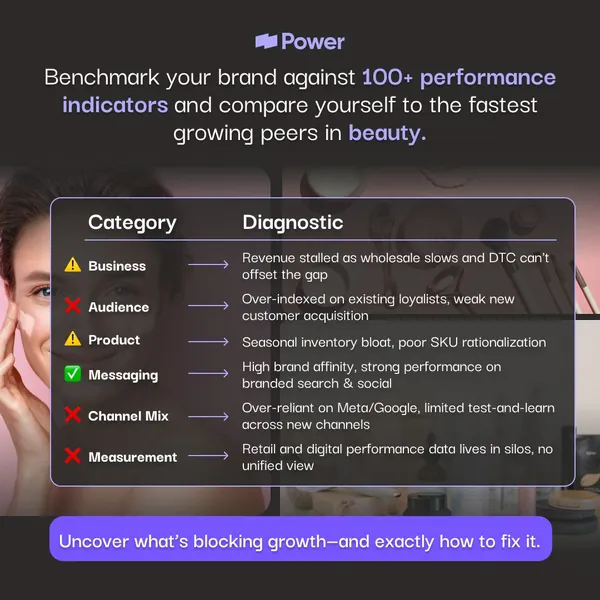 Power
Benchmark your brand against 100+ performance
indicators and compare yourself to the fastest
growing peers in beauty.
Category
Diagnostic
Business
Revenue stalled as wholesale slows and DTC can't
offset the gap
Audience
Over-indexed on existing loyalists, weak new
customer acquisition
Product
Seasonal inventory bloat, poor SKU rationalization
Messaging
High brand affinity, strong performance on
branded search & social
Channel Mix
Over-reliant on Meta/Google, limited test-and-learn
across new channels
Measurement
Retail and digital performance data lives in silos, no
unified view
Uncover what's blocking growth—and exactly how to fix it.